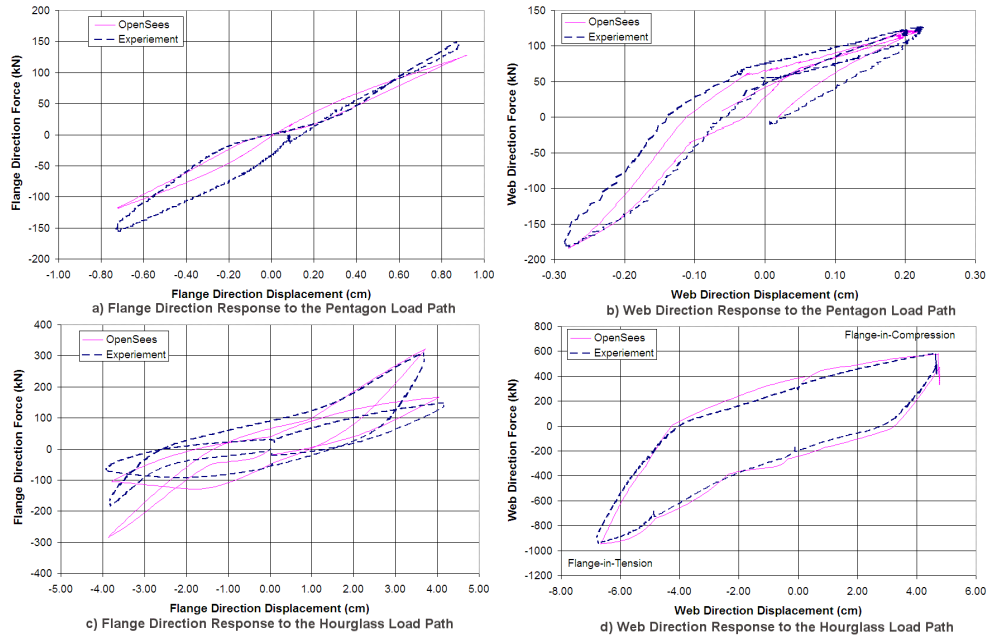 200
150
100
50
0
-50
-100
-150
-200
Flange Direction Force (kN)
OpenSees
Experiement
-1.00 -0.80 -0.60 -0.40 -0.20 0.00 0.20 0.40 0.60 0.80 1.00
Flange Direction Displacement (cm)
a) Flange Direction Response to the Pentagon Load Path
150
100
50
0
-50
-100
-150
-200
Web Direction Force (kN)
OpenSees
Experiement
-0.30 -0.20 -0.10 0.00 0.10 0.20 0.30
Web Direction Displacement (cm)
b) Web Direction Response to the Pentagon Load Path
400
300
200
100
0
-100
-200
-300
-400
Flange Direction Force (kN)
OpenSees
Experiement
-5.00 -4.00 -3.00 -2.00 -1.00 0.00 1.00 2.00 3.00 4.00 5.00
Flange Direction Displacement (cm)
c) Flange Direction Response to the Hourglass Load Path
800
600
400
200
0
-200
-400
-600
-800
-1000
-1200
Web Direction Force (kN)
OpenSees
Experiement
Flange-in-Compression
Flange-in-Tension
-8.00 -6.00 -4.00 -2.00 0.00 2.00 4.00 6.00
Web Direction Displacement (cm)
d) Web Direction Response to the Hourglass Load Path